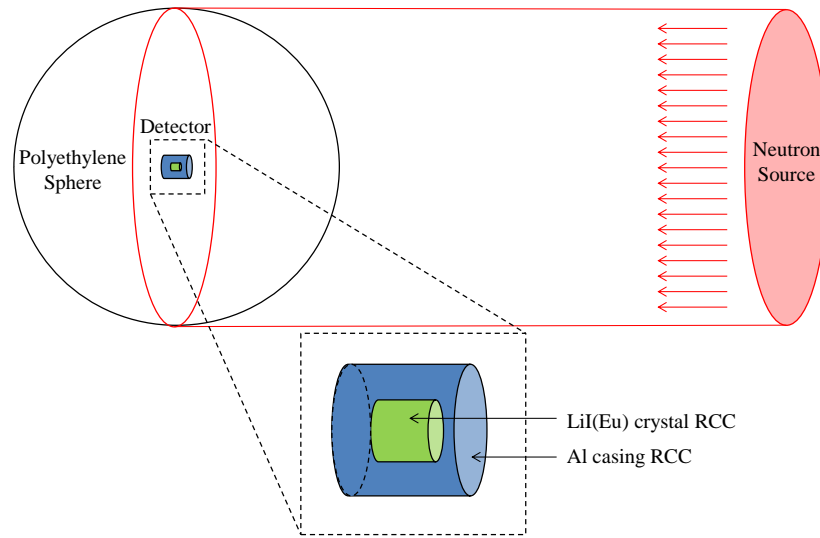 Detector
Polyethylene
Sphere
Neutron
Source
LiI(Eu) crystal RCC
Al casing RCC